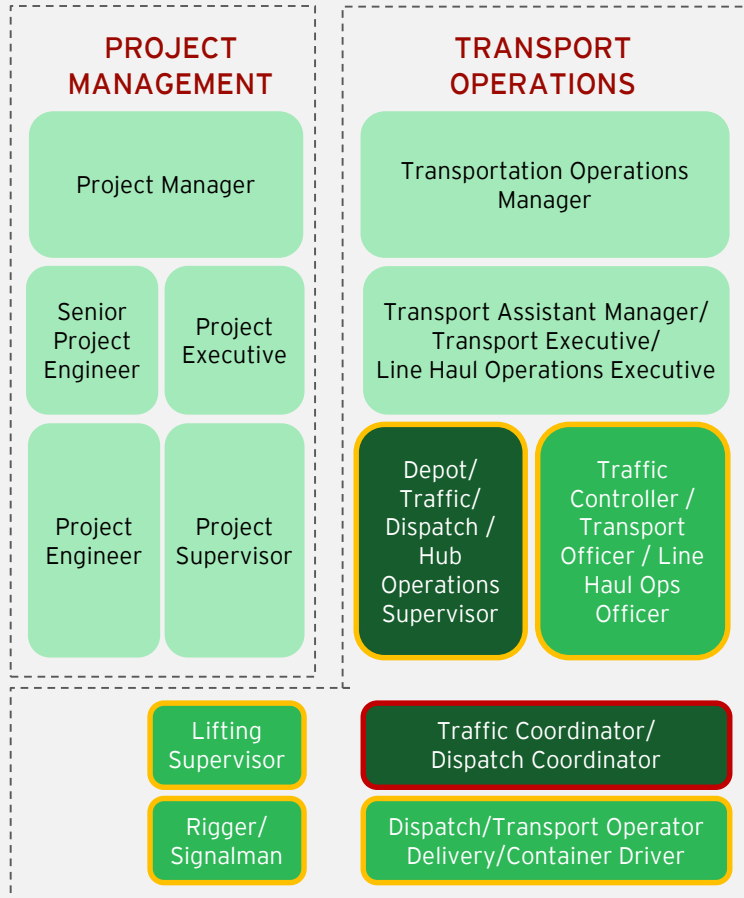 PROJECT
MANAGEMENT
Project Manager
Senior
Project
Engineer
Project
Executive
Project
Engineer
Project
Supervisor
TRANSPORT
OPERATIONS
Transportation Operations
Manager
Transport Assistant Manager/
Transport Executive/
Line Haul Operations Executive
Depot/
Traffic/
Dispatch /
Hub
Operations
Supervisor
Traffic
Controller /
Transport
Officer / Line
Haul Ops
Officer
Lifting
Supervisor
Traffic Coordinator/
Dispatch Coordinator
Rigger/
Signalman
Dispatch/Transport Operator
Delivery/Container Driver